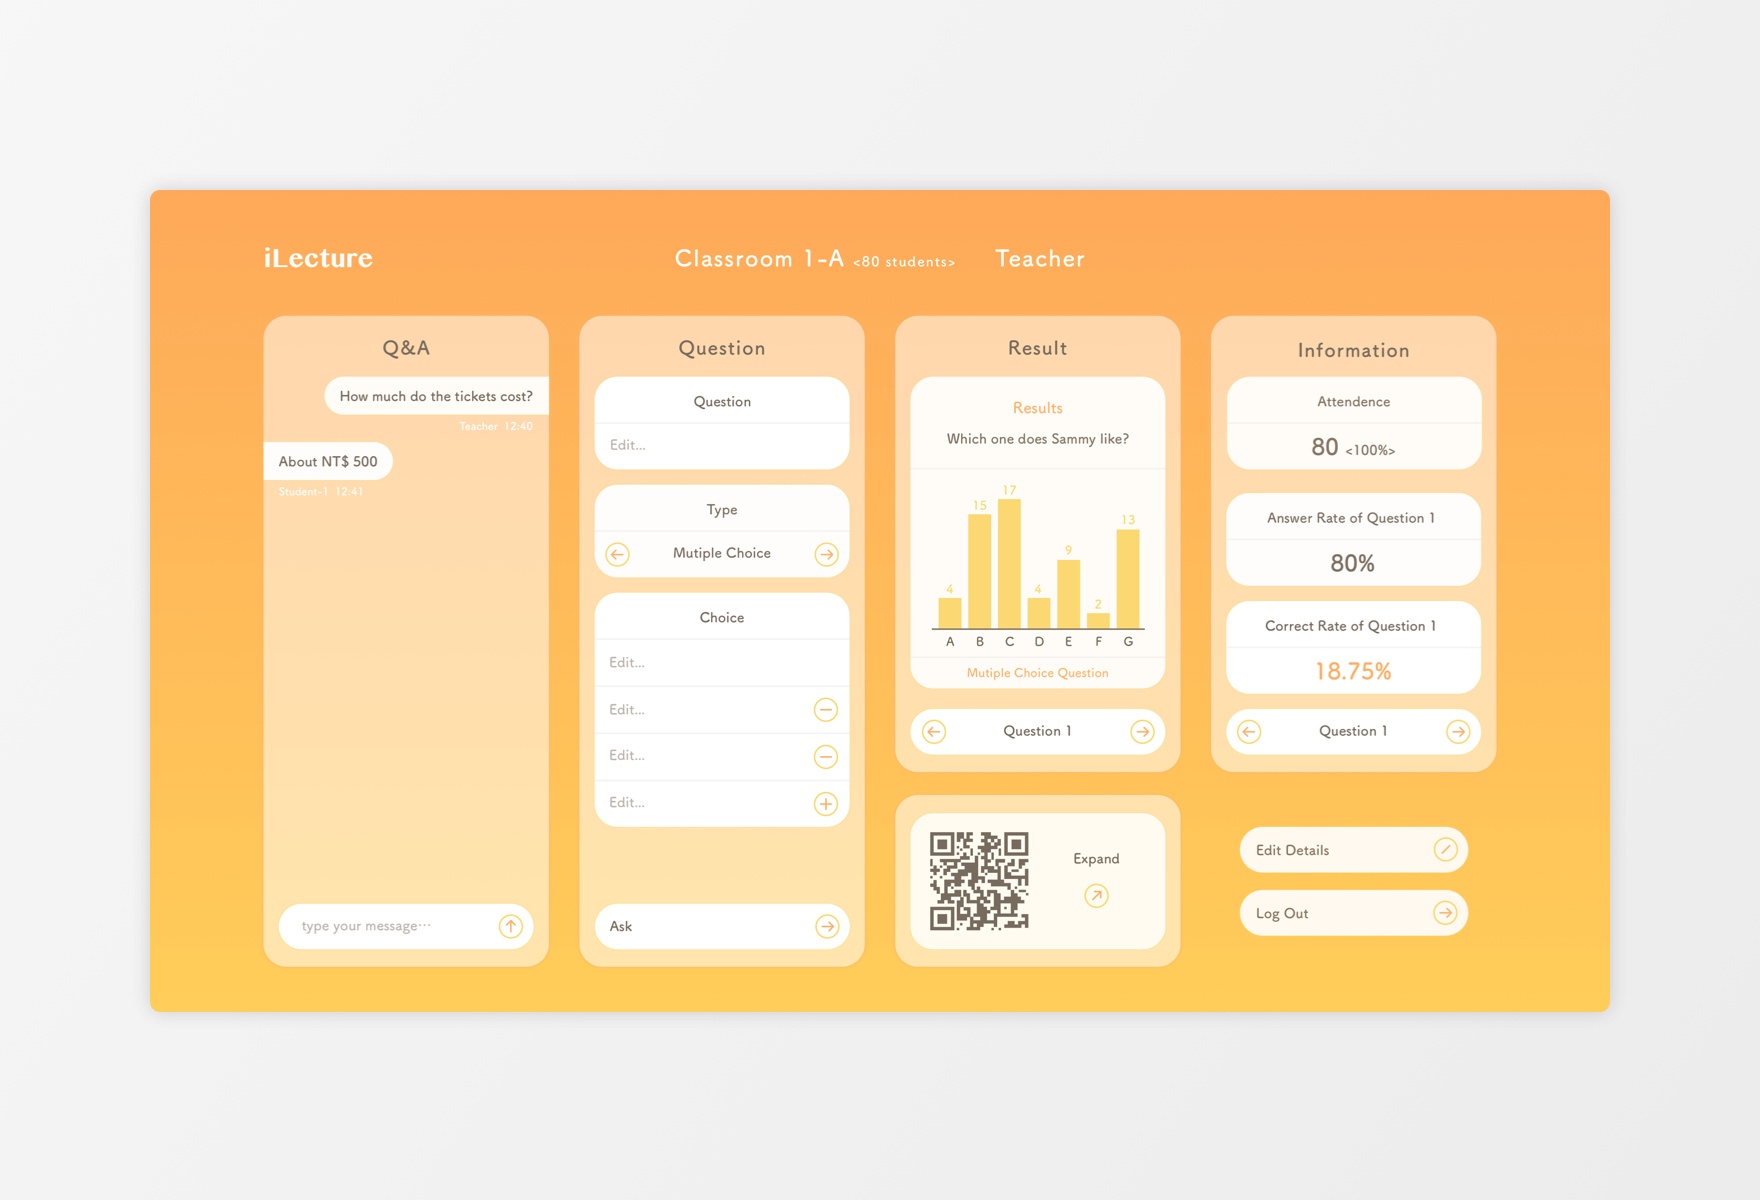 iLecture
Classroom 1-A <80 students> Teacher
Q&A
How much do the tickets cost?
Teacher 12:40
About NT$ 500
Student-1 12:41
type your message···
Question
Question
Edit...
Type
Mutiple Choice
Choice
Edit...
Edit...
Edit...
Edit...
Ask
Result
Results
Which one does Sammy like?
4 15 17 4 9 2 13
A B C D E F G
Mutiple Choice Question
Question 1
Expand
Information
Attendence
80 <100%>
Answer Rate of Question 1
80%
Correct Rate of Question 1
18.75%
Question 1
Edit Details
Log Out